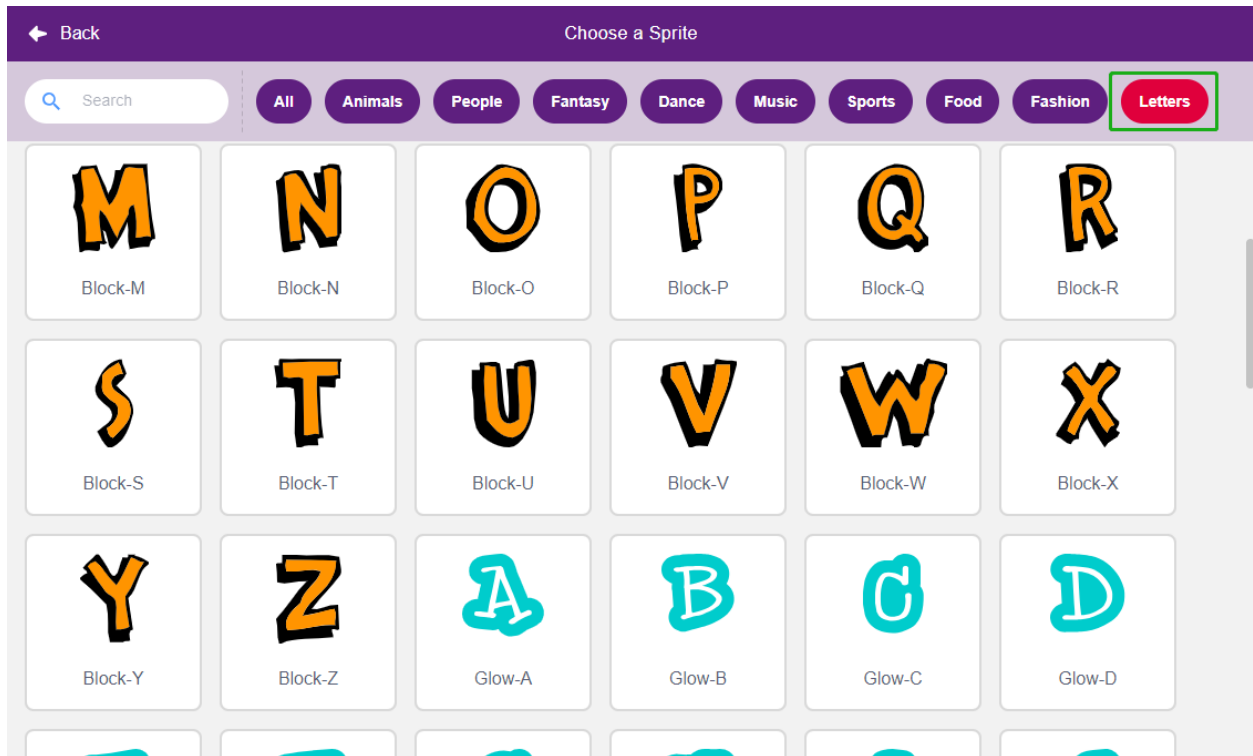 Back
Choose a Sprite
Search
All Animals People Fantasy Dance Music Sports Food Fashion Letters
M N O P Q R
Block-M Block-N Block-O Block-P Block-Q Block-R
S T U V W X
Block-S Block-T Block-U Block-V Block-W Block-X
Y Z A B C D
Block-Y Block-Z Glow-A Glow-B Glow-C Glow-D